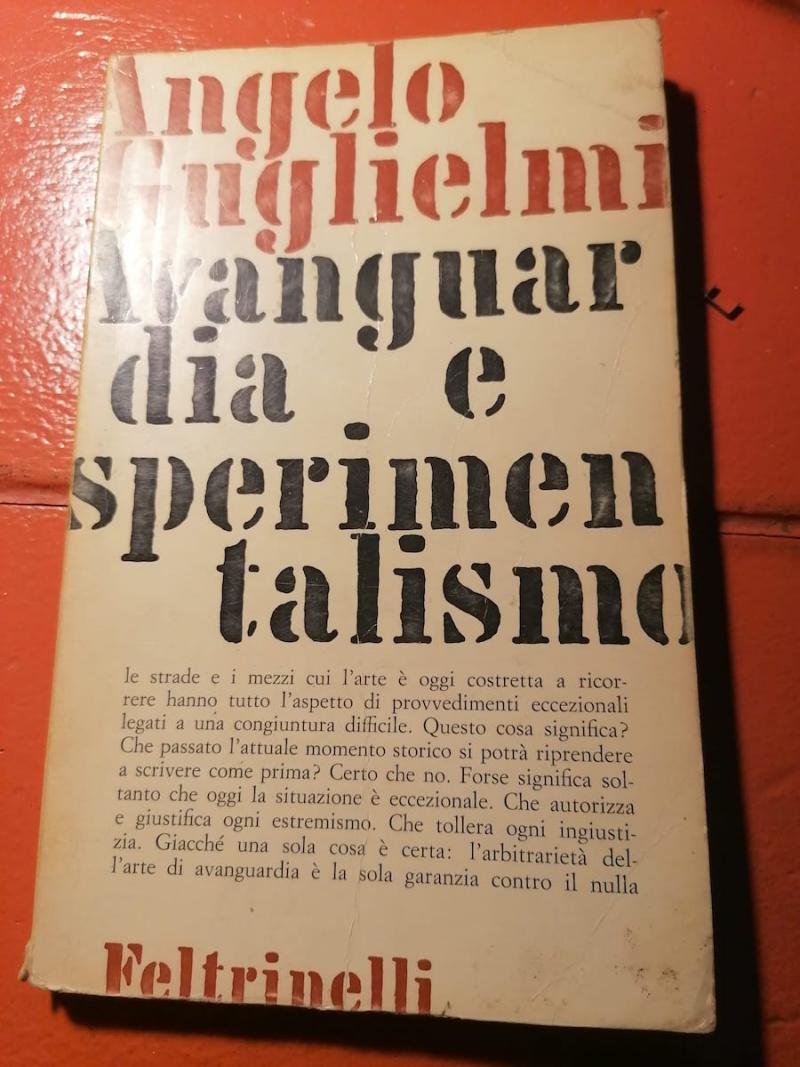 Angelo
Guglielmi
Avanguar
dia e
sperimen
talismo
le strade e i mezzi cui l'arte è oggi costretta a ricor-
rere hanno tutto l'aspetto di provvedimenti eccezionali
legati a una congiuntura difficile. Questo cosa significa?
Che passato l'attuale momento storico si potrà riprendere
a scrivere come prima? Certo che no. Forse significa sol-
tanto che oggi la situazione è eccezionale. Che autorizza
e giustifica ogni estremismo. Che tollera ogni ingiusti-
zia. Giacché una sola cosa è certa: l'arbitrarietà del-
l'arte di avanguardia è la sola garanzia contro il nulla
Feltrinelli